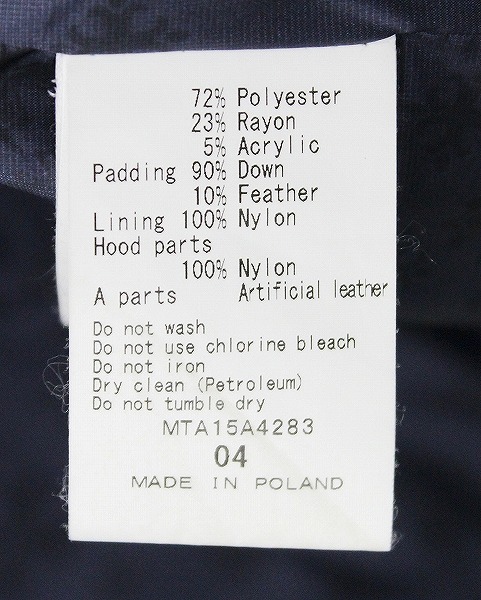 72% Polyester
23% Rayon
5% Acrylic
Padding 90% Down
10% Feather
Lining 100% Nylon
Hood parts
100% Nylon
A parts Artificial leather
Do not wash
Do not use chlorine bleach
Do not iron
Dry clean (Petroleum)
Do not tumble dry
MTA15A4283
04
MADE IN POLAND